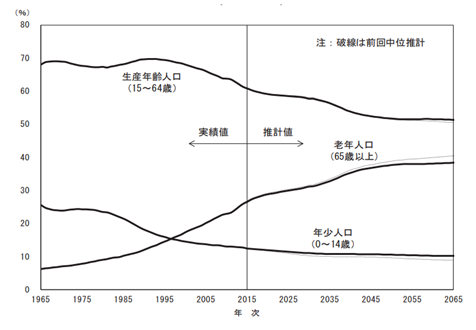 (%)
80
70
60
50
40
30
20
10
0
注：破線は前回中位推計
生産年齢人口
(15～64歳)
実績値
推計値
老年人口
(65歳以上)
年少人口
(0～14歳)
1965
1975
1985
1995
2005
2015
2025
2035
2045
2055
2065
年 次